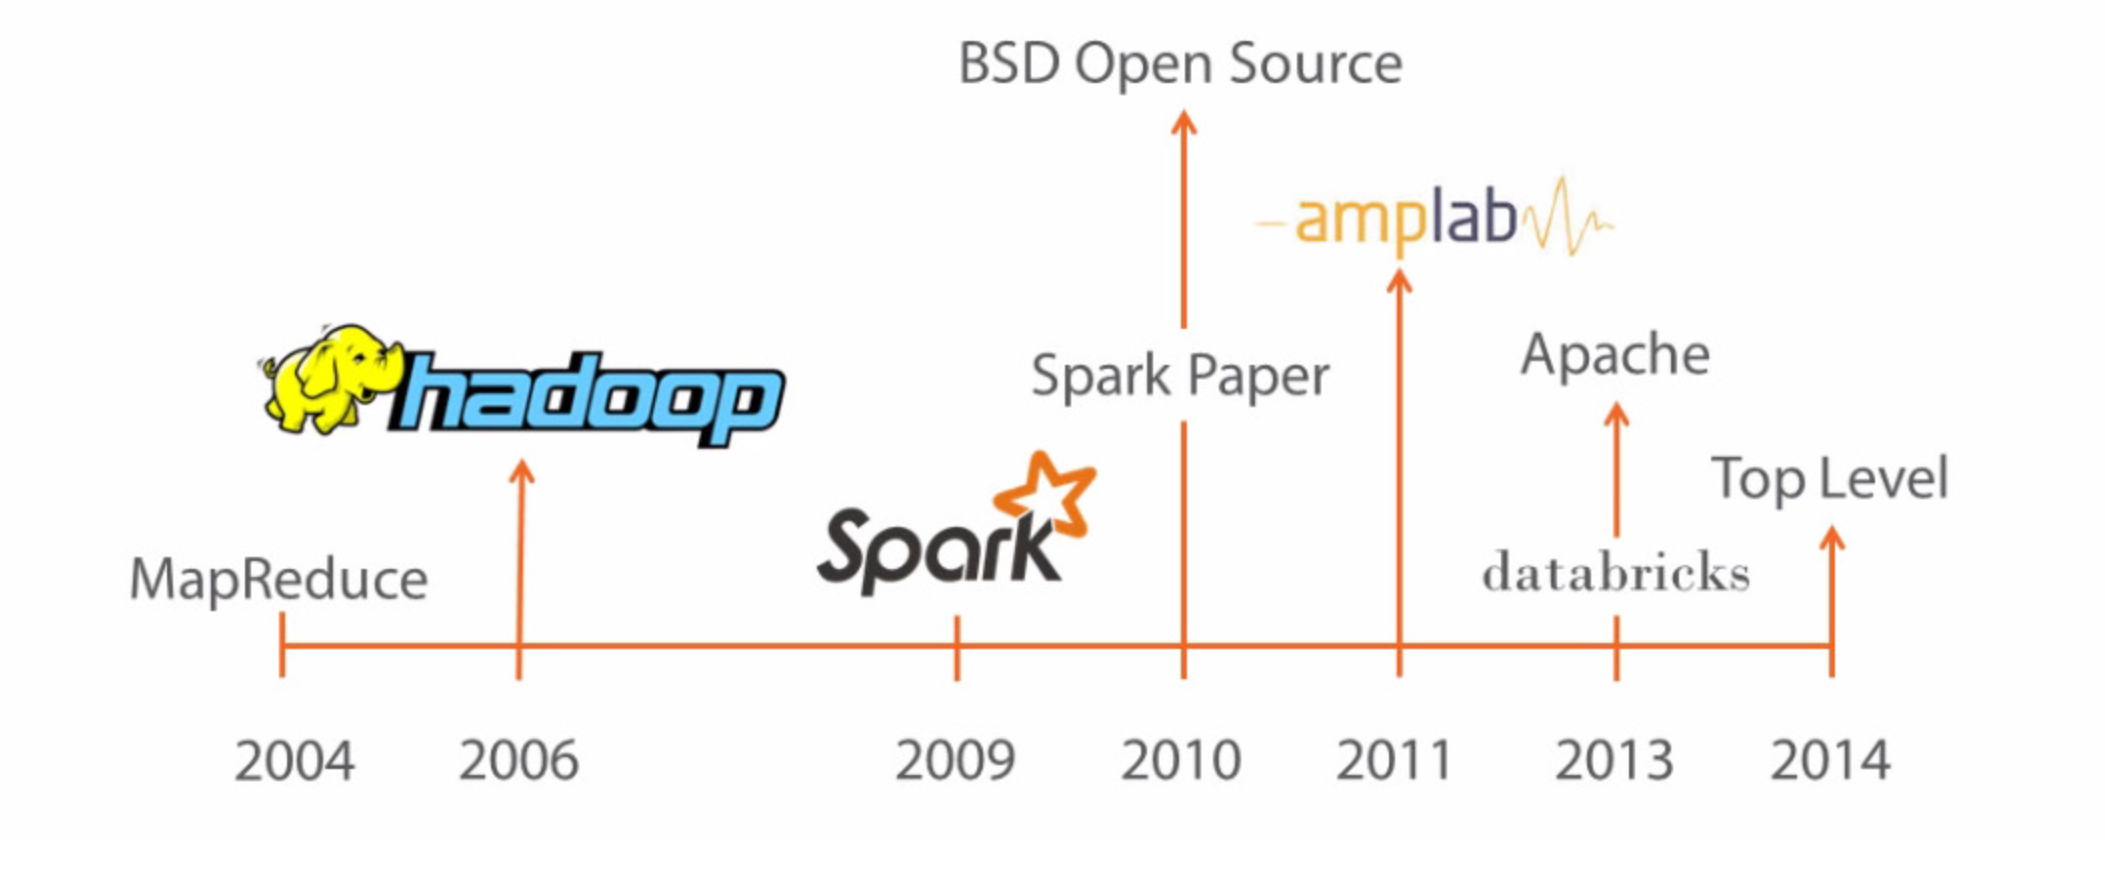 BSD Open Source
amplab
hadoop
Spark Paper
Apache
Spark
Top Level
MapReduce
databricks
2004 2006 2009 2010 2011 2013 2014